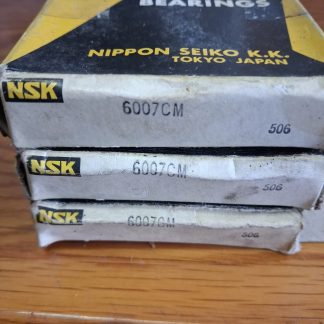 BEARINGS
NIPPON SEIKO K.K.
TOKYO JAPAN
NSK 6007CM 506
NSK 6007CM 506
NSK 6007CM 506